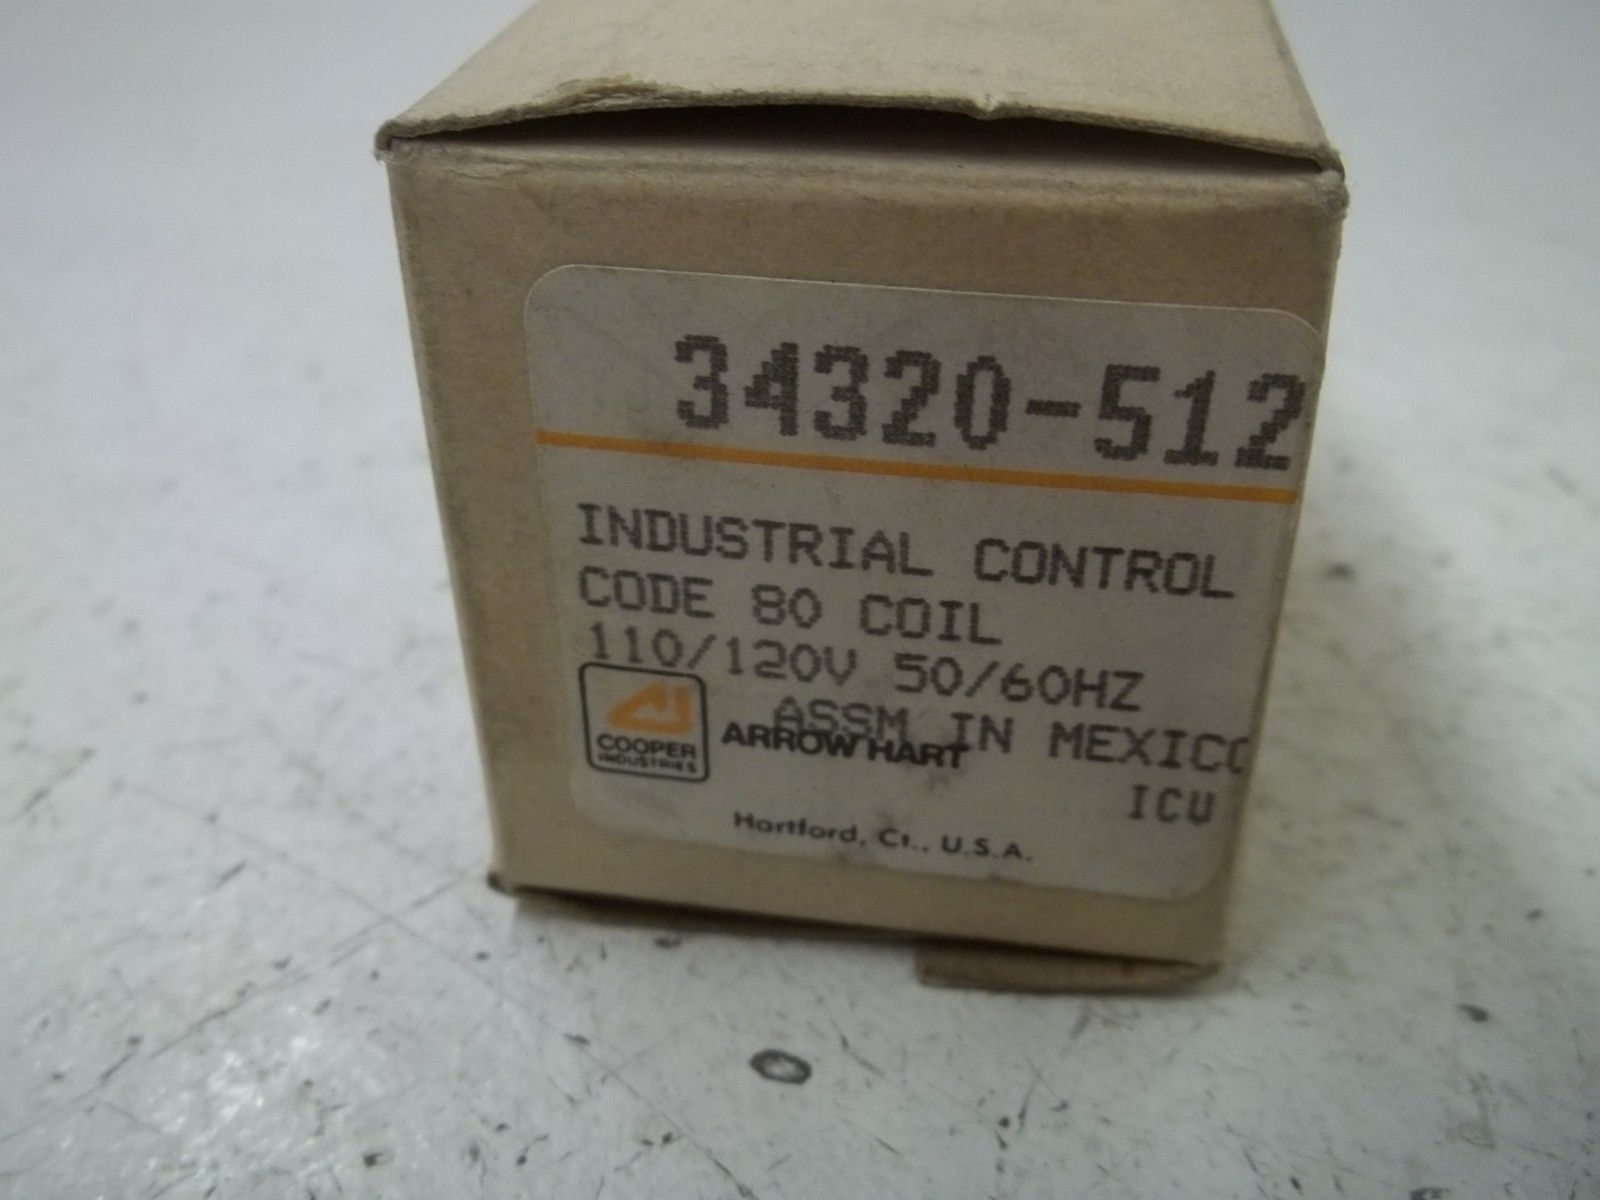 34320-512
INDUSTRIAL CONTROL
CODE 80 COIL
110/120V 50/60HZ
ASSM IN MEXICO
COOPER
INDUSTRIES
ARROW HART
ICU
Hartford, Ct., U.S.A.